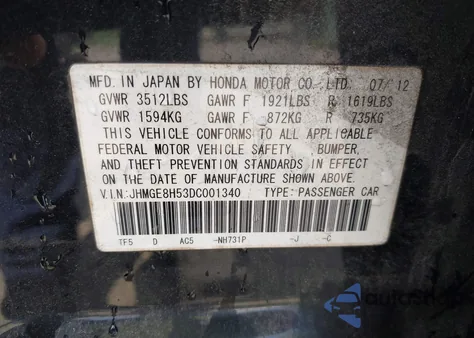 MFD. IN JAPAN BY HONDA MOTOR CO.,LTD. 07/12
GVWR 3512LBS GAWR F 1921LBS R 1619LBS
GVWR 1594KG GAWR F 872KG R 735KG
THIS VEHICLE CONFORMS TO ALL APPLICABLE
FEDERAL MOTOR VEHICLE SAFETY, BUMPER,
AND THEFT PREVENTION STANDARDS IN EFFECT
ON THE DATE OF MANUFACTURE SHOWN ABOVE.
V.I.N.:JHMGE8H53DC001340 TYPE: PASSENGER CAR
TF5 D AC5 -NH731P -J -C